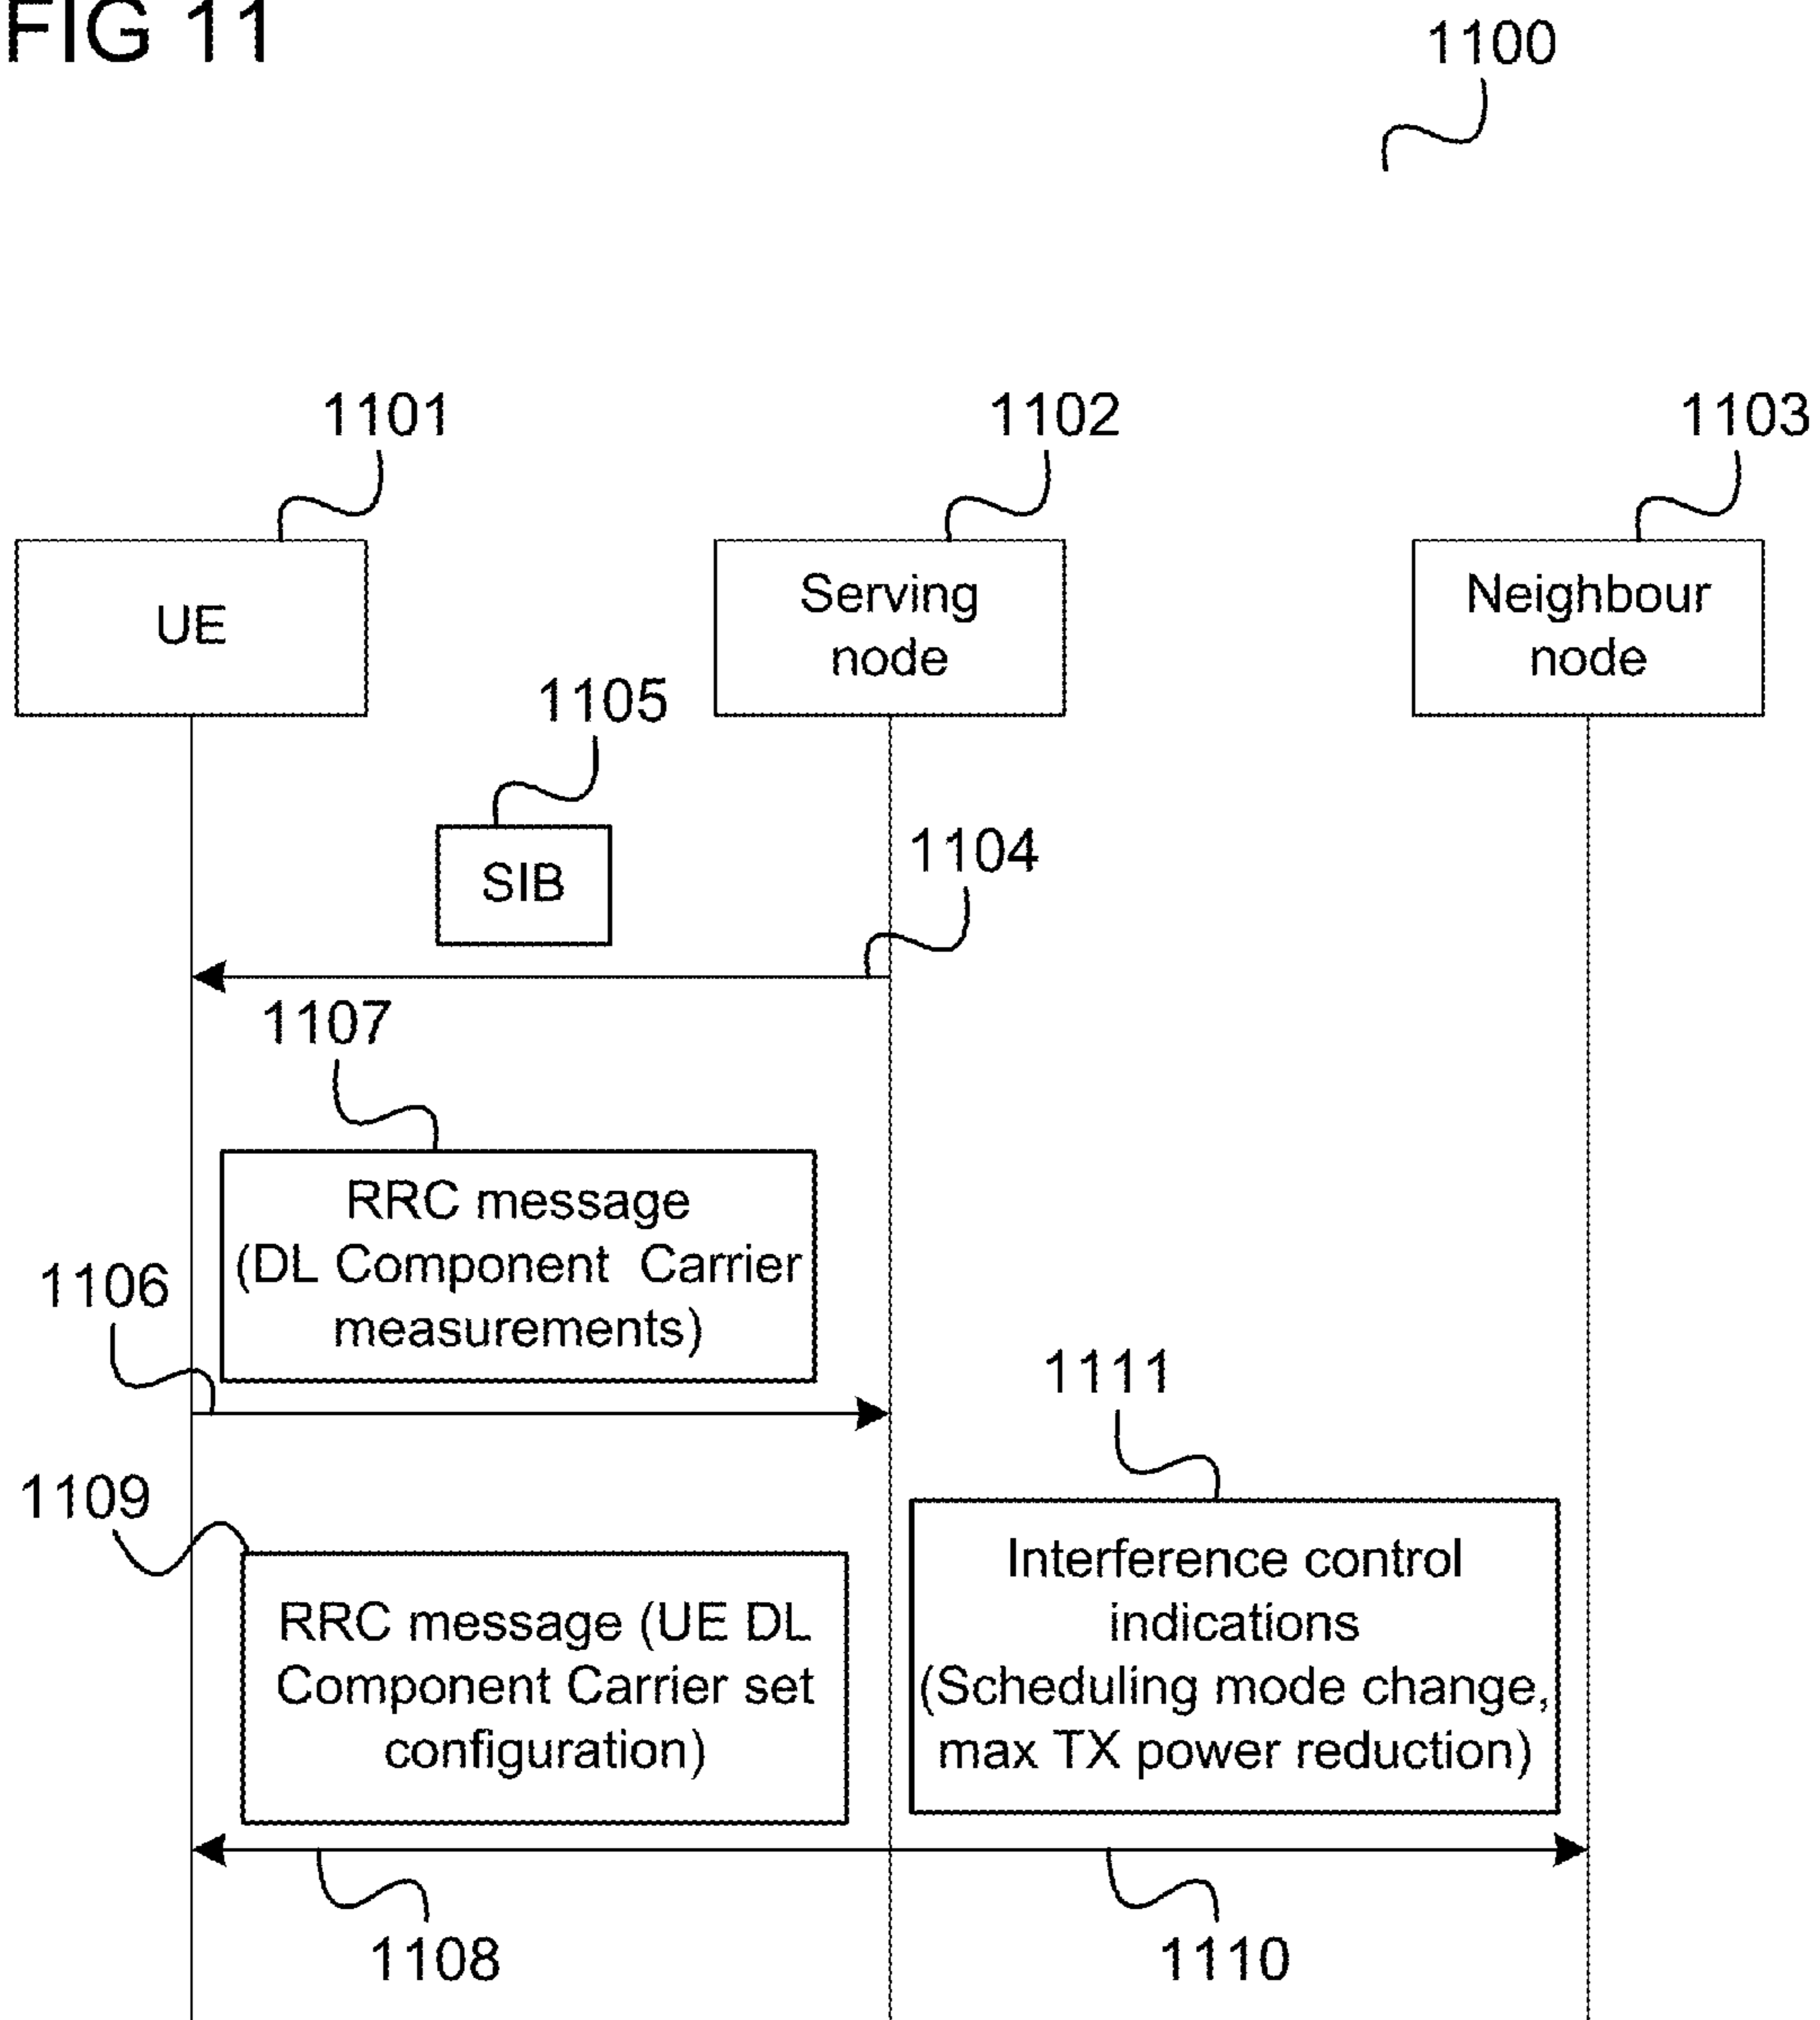 FIG 11
1100
1101
1102
1103
UE
Serving
node
Neighbour
node
1105
SIB
1104
1107
RRC message
(DL Component Carrier
measurements)
1106
1111
1109
Interference control
indications
(Scheduling mode change,
max TX power reduction)
RRC message (UE DL
Component Carrier set
configuration)
1108
1110